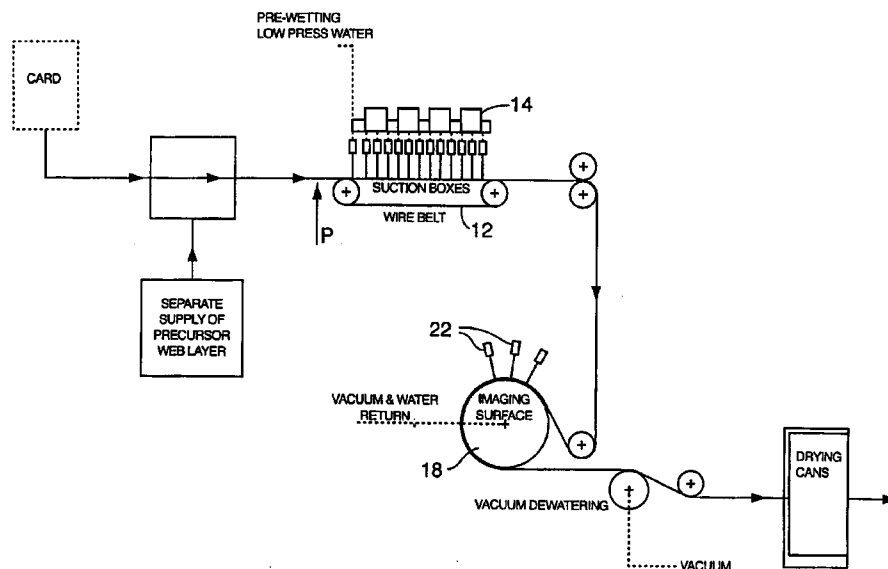 PRE-WETTING
LOW PRESS WATER
CARD
14
SUCTION BOXES
WIRE BELT
12
P
SEPARATE
SUPPLY OF
PRECURSOR
WEB LAYER
22
VACUUM & WATER
RETURN
IMAGING
SURFACE
18
DRYING
CANS
VACUUM DEWATERING
VACUUM